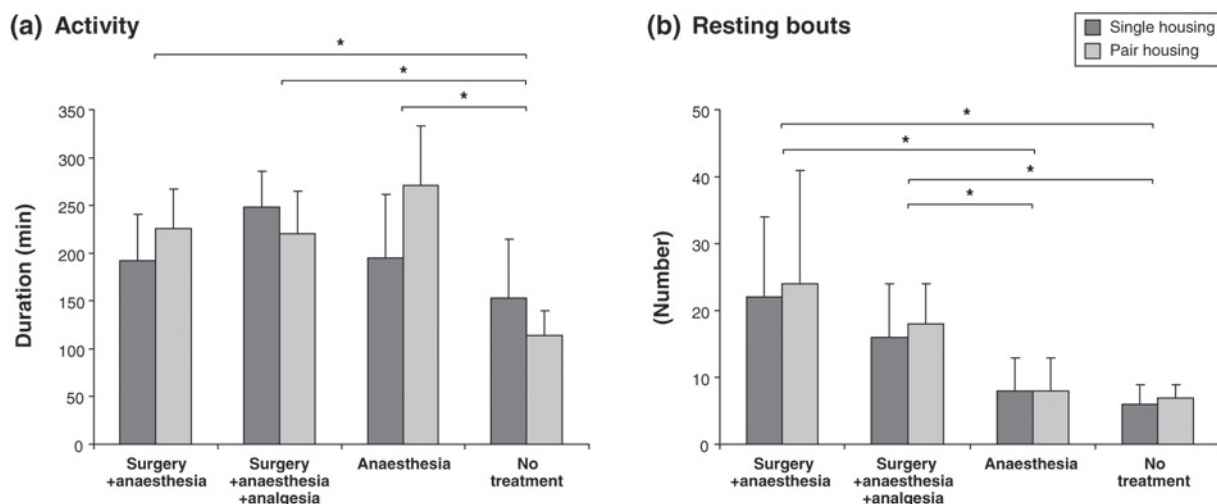 (a) Activity
*
*
*
Duration (min)
350
300
250
200
150
100
50
0
Surgery
+anaesthesia
Surgery
+anaesthesia
+analgesia
Anaesthesia
No
treatment
(b) Resting bouts
Single housing
Pair housing
*
*
*
*
(Number)
50
40
30
20
10
0
Surgery
+anaesthesia
Surgery
+anaesthesia
+analgesia
Anaesthesia
No
treatment